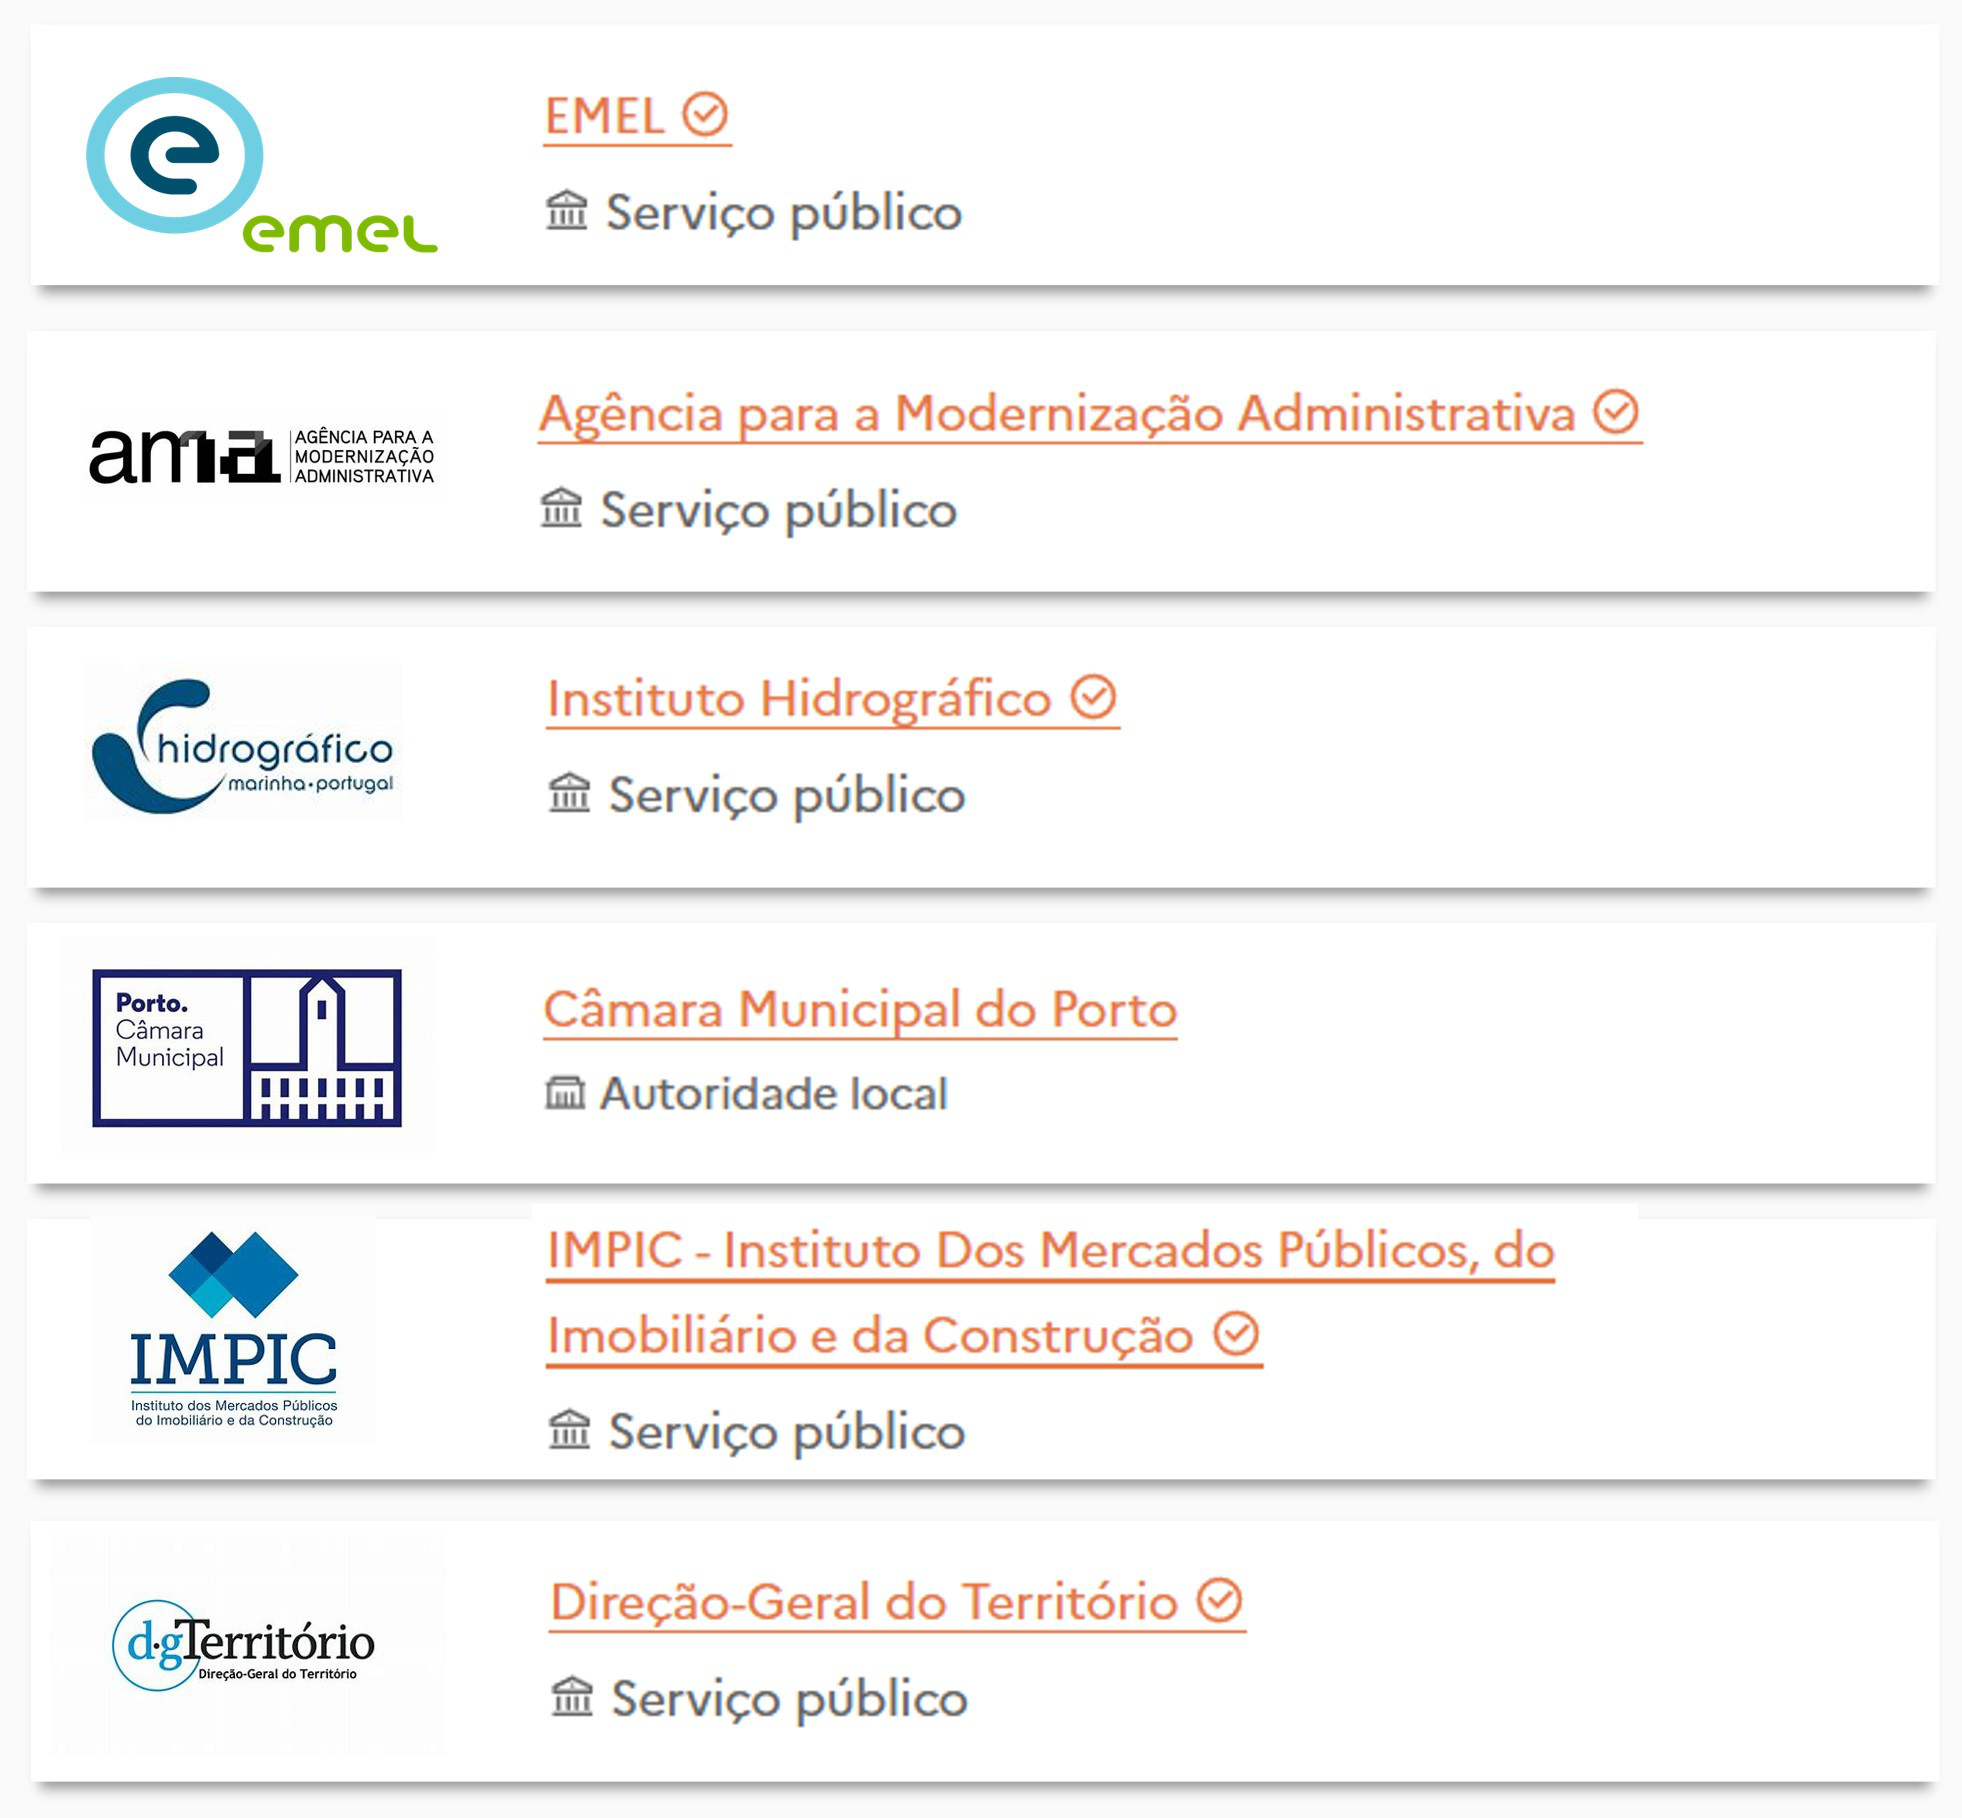 e
emel
EMEL
Serviço público
ama
AGÊNCIA PARA A
MODERNIZAÇÃO
ADMINISTRATIVA
Agência para a Modernização Administrativa
Serviço público
hidrográfico
marinha•portugal
Instituto Hidrográfico
Serviço público
Porto.
Câmara
Municipal
Câmara Municipal do Porto
Autoridade local
IMPIC
Instituto dos Mercados Públicos
do Imobiliário e da Construção
IMPIC - Instituto Dos Mercados Públicos, do
Imobiliário e da Construção
Serviço público
d·gTerritório
Direção-Geral do Território
Direção-Geral do Território
Serviço público